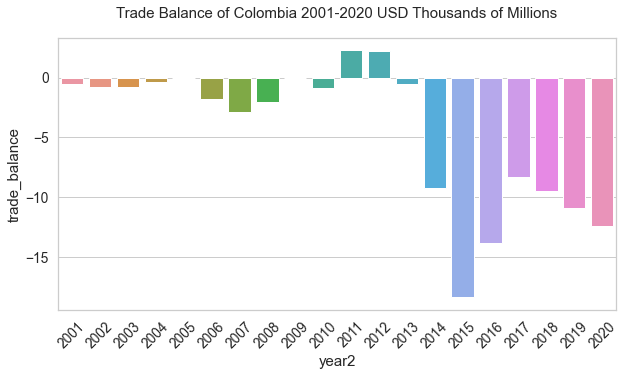 Trade Balance of Colombia 2001-2020 USD Thousands of Millions
trade_balance
0
−5
−10
−15
2001 2002 2003 2004 2005 2006 2007 2008 2009 2010 2011 2012 2013 2014 2015 2016 2017 2018 2019 2020
year2